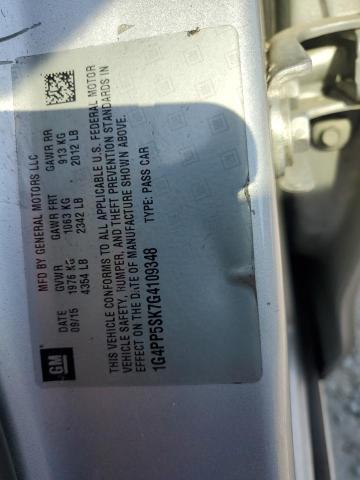 MFD BY GENERAL MOTORS LLC
DATE GVWR GAWR FRT GAWR RR
09/15 1976 KG 1063 KG 913 KG
4354 LB 2342 LB 2012 LB
THIS VEHICLE CONFORMS TO ALL APPLICABLE U.S. FEDERAL MOTOR
VEHICLE SAFETY, BUMPER, AND THEFT PREVENTION STANDARDS IN
EFFECT ON THE DATE OF MANUFACTURE SHOWN ABOVE.
1G4PP5SK7G4109348 TYPE: PASS CAR
GM